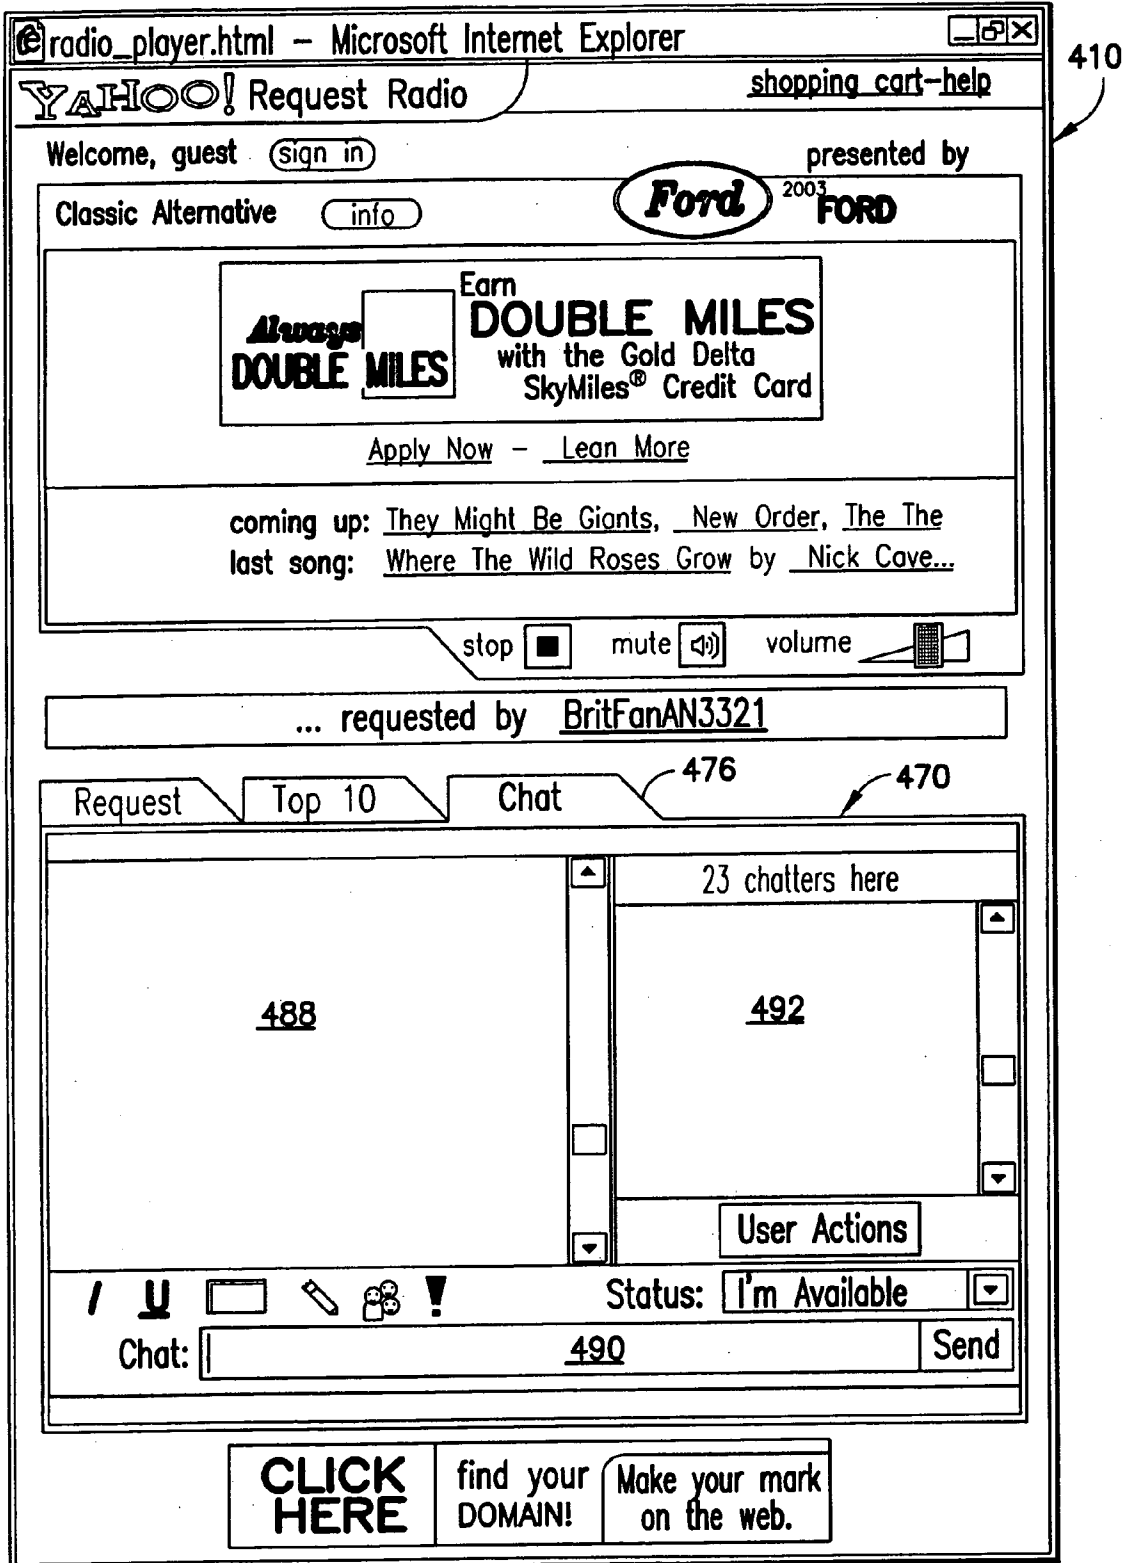 radio_player.html – Microsoft Internet Explorer
410
YAHOO! Request Radio
shopping cart-help
Welcome, guest sign in
presented by
Classic Alternative info
Ford 2003 FORD
Always
DOUBLE MILES
Earn
DOUBLE MILES
with the Gold Delta
SkyMiles® Credit Card
Apply Now – Lean More
coming up: They Might Be Giants, New Order, The The
last song: Where The Wild Roses Grow by Nick Cave...
stop mute volume
... requested by BritFanAN3321
476
470
Request Top 10 Chat
23 chatters here
488
492
User Actions
I U ! Status: I'm Available
Chat: 490 Send
CLICK
HERE
find your
DOMAIN!
Make your mark
on the web.